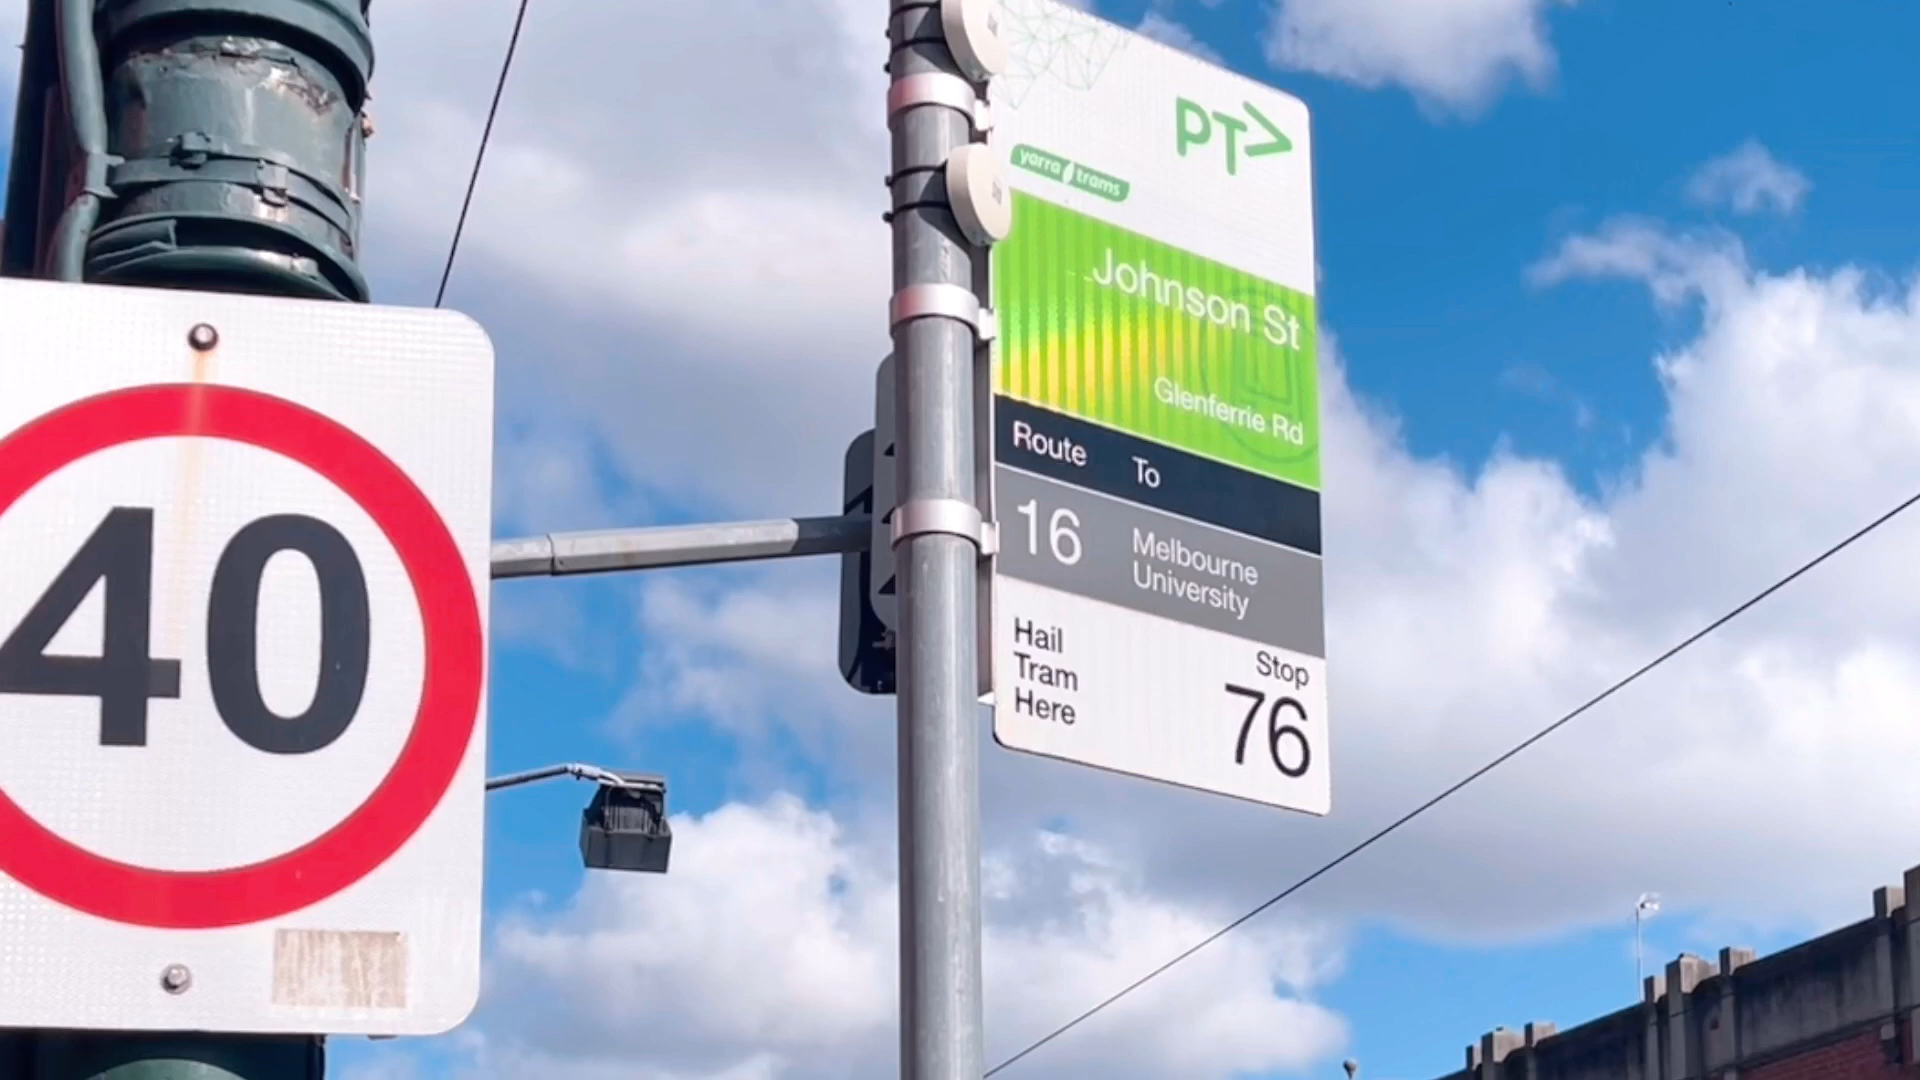 40
PT>
yarra trams
Johnson St
Glenferrie Rd
Route To
16 Melbourne
University
Hail
Tram
Here
Stop
76